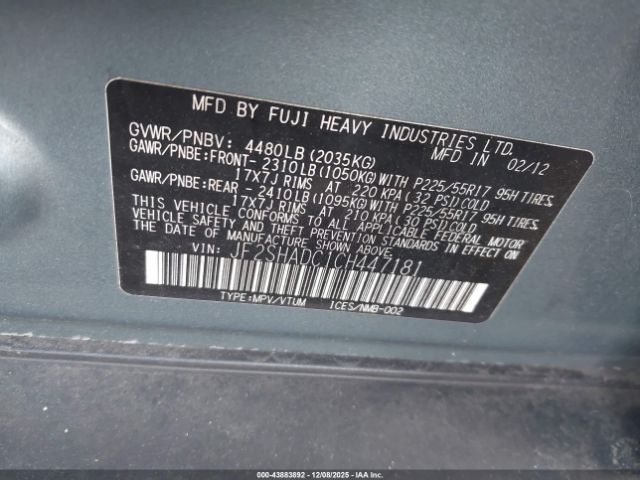 MFD BY FUJI HEAVY INDUSTRIES LTD.
MFD IN 02/12
GVWR/PNBV: 4480LB(2035KG)
GAWR/PNBE:FRONT-2310LB(1050KG)WITH P225/55R17 95H TIRES,
17X7J RIMS AT 220 KPA(32 PSI)COLD
GAWR/PNBE:REAR -2410LB(1095KG)WITH P225/55R17 95H TIRES,
17X7J RIMS AT 210 KPA(30 PSI)COLD
THIS VEHICLE CONFORMS TO ALL APPLICABLE FEDERAL MOTOR
VEHICLE SAFETY AND THEFT PREVENTION STANDARDS IN EFFECT ON
THE DATE OF MANUFACTURE SHOWN ABOVE.
VIN: JF2SHADC1CH447181
TYPE:MPV/VTUM ICES/NMB-002
000-43883892 - 12/08/2025 - IAA Inc. Copyright